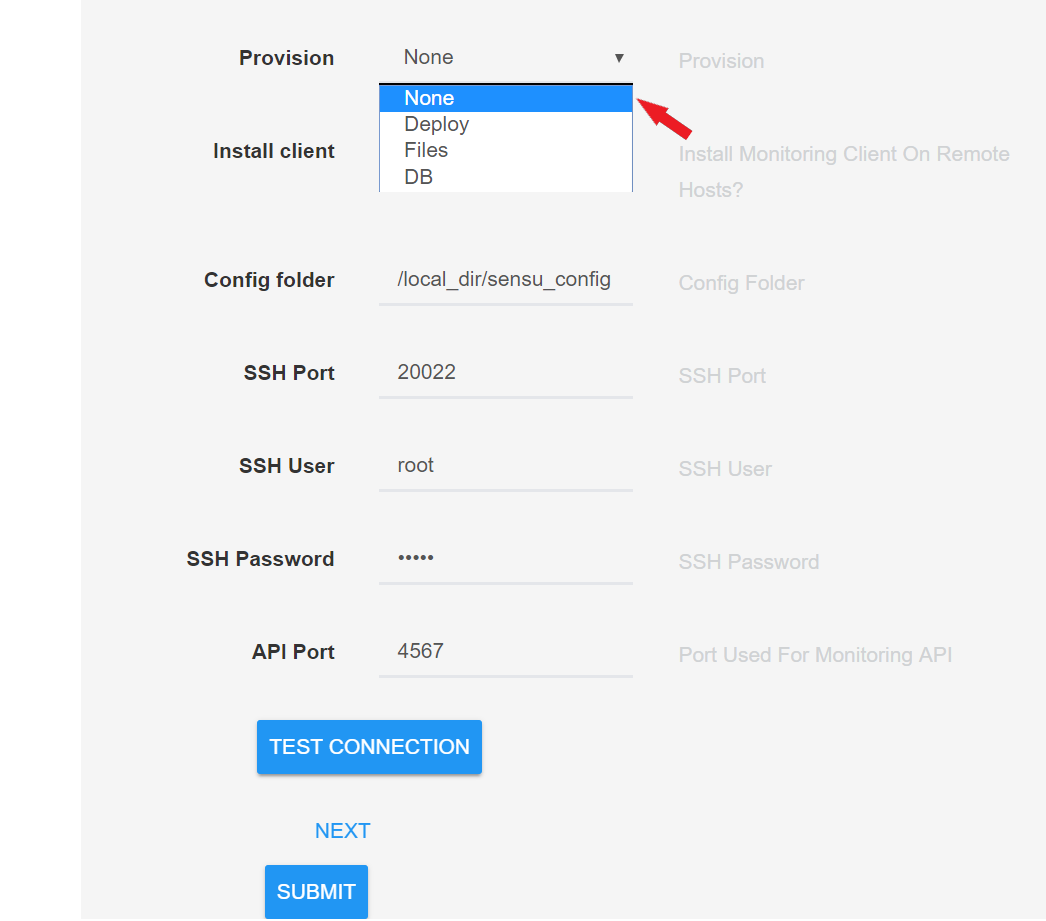 Provision None ▼ Provision
None
Deploy
Install client Files Install Monitoring Client On Remote
DB Hosts?
Config folder /local_dir/sensu_config Config Folder
SSH Port 20022 SSH Port
SSH User root SSH User
SSH Password ••••• SSH Password
API Port 4567 Port Used For Monitoring API
TEST CONNECTION
NEXT
SUBMIT